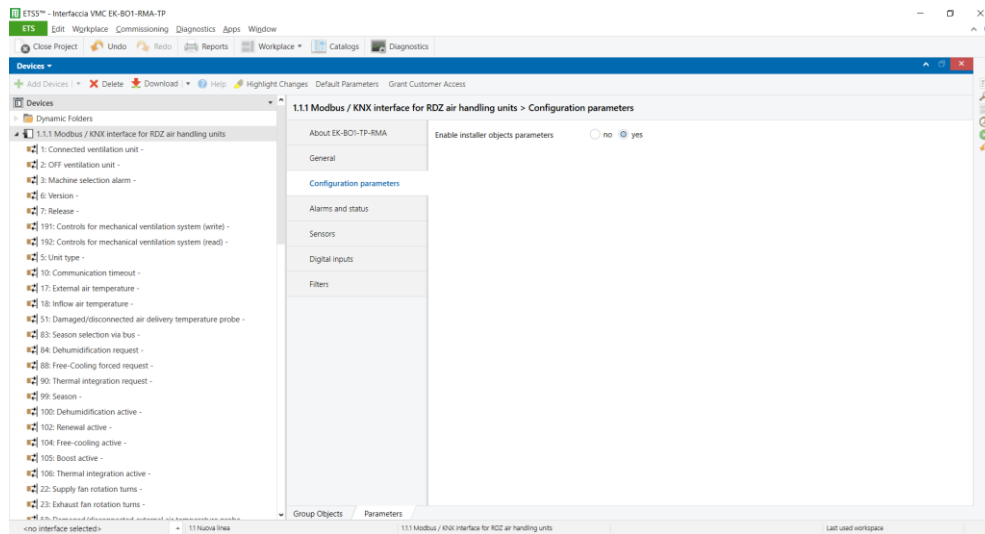 ETS5™ - Interfaccia VMC EK-BO1-RMA-TP
ETS Edit Workplace Commissioning Diagnostics Apps Window
Close Project Undo Redo Reports Workplace Catalogs Diagnostics
Devices
Add Devices Delete Download Help Highlight Changes Default Parameters Grant Customer Access
Devices
Dynamic Folders
1.1.1 Modbus / KNX interface for RDZ air handling units
1: Connected ventilation unit -
2: OFF ventilation unit -
3: Machine selection alarm -
6: Version -
7: Release -
191: Controls for mechanical ventilation system (write) -
192: Controls for mechanical ventilation system (read) -
5: Unit type -
10: Communication timeout -
17: External air temperature -
18: Inflow air temperature -
51: Damaged/disconnected air delivery temperature probe -
83: Season selection via bus -
84: Dehumidification request -
88: Free-Cooling forced request -
90: Thermal integration request -
99: Season -
100: Dehumidification active -
102: Renewal active -
104: Free-cooling active -
105: Boost active -
106: Thermal integration active -
22: Supply fan rotation turns -
23: Exhaust fan rotation turns -
1.1.1 Modbus / KNX interface for RDZ air handling units > Configuration parameters
About EK-BO1-TP-RMA
General
Configuration parameters
Alarms and status
Sensors
Digital inputs
Filters
Enable installer objects parameters no yes
Group Objects Parameters
<no interface selected> 1.1 Nuova linea 1.1.1 Modbus / KNX interface for RDZ air handling units Last used workspace